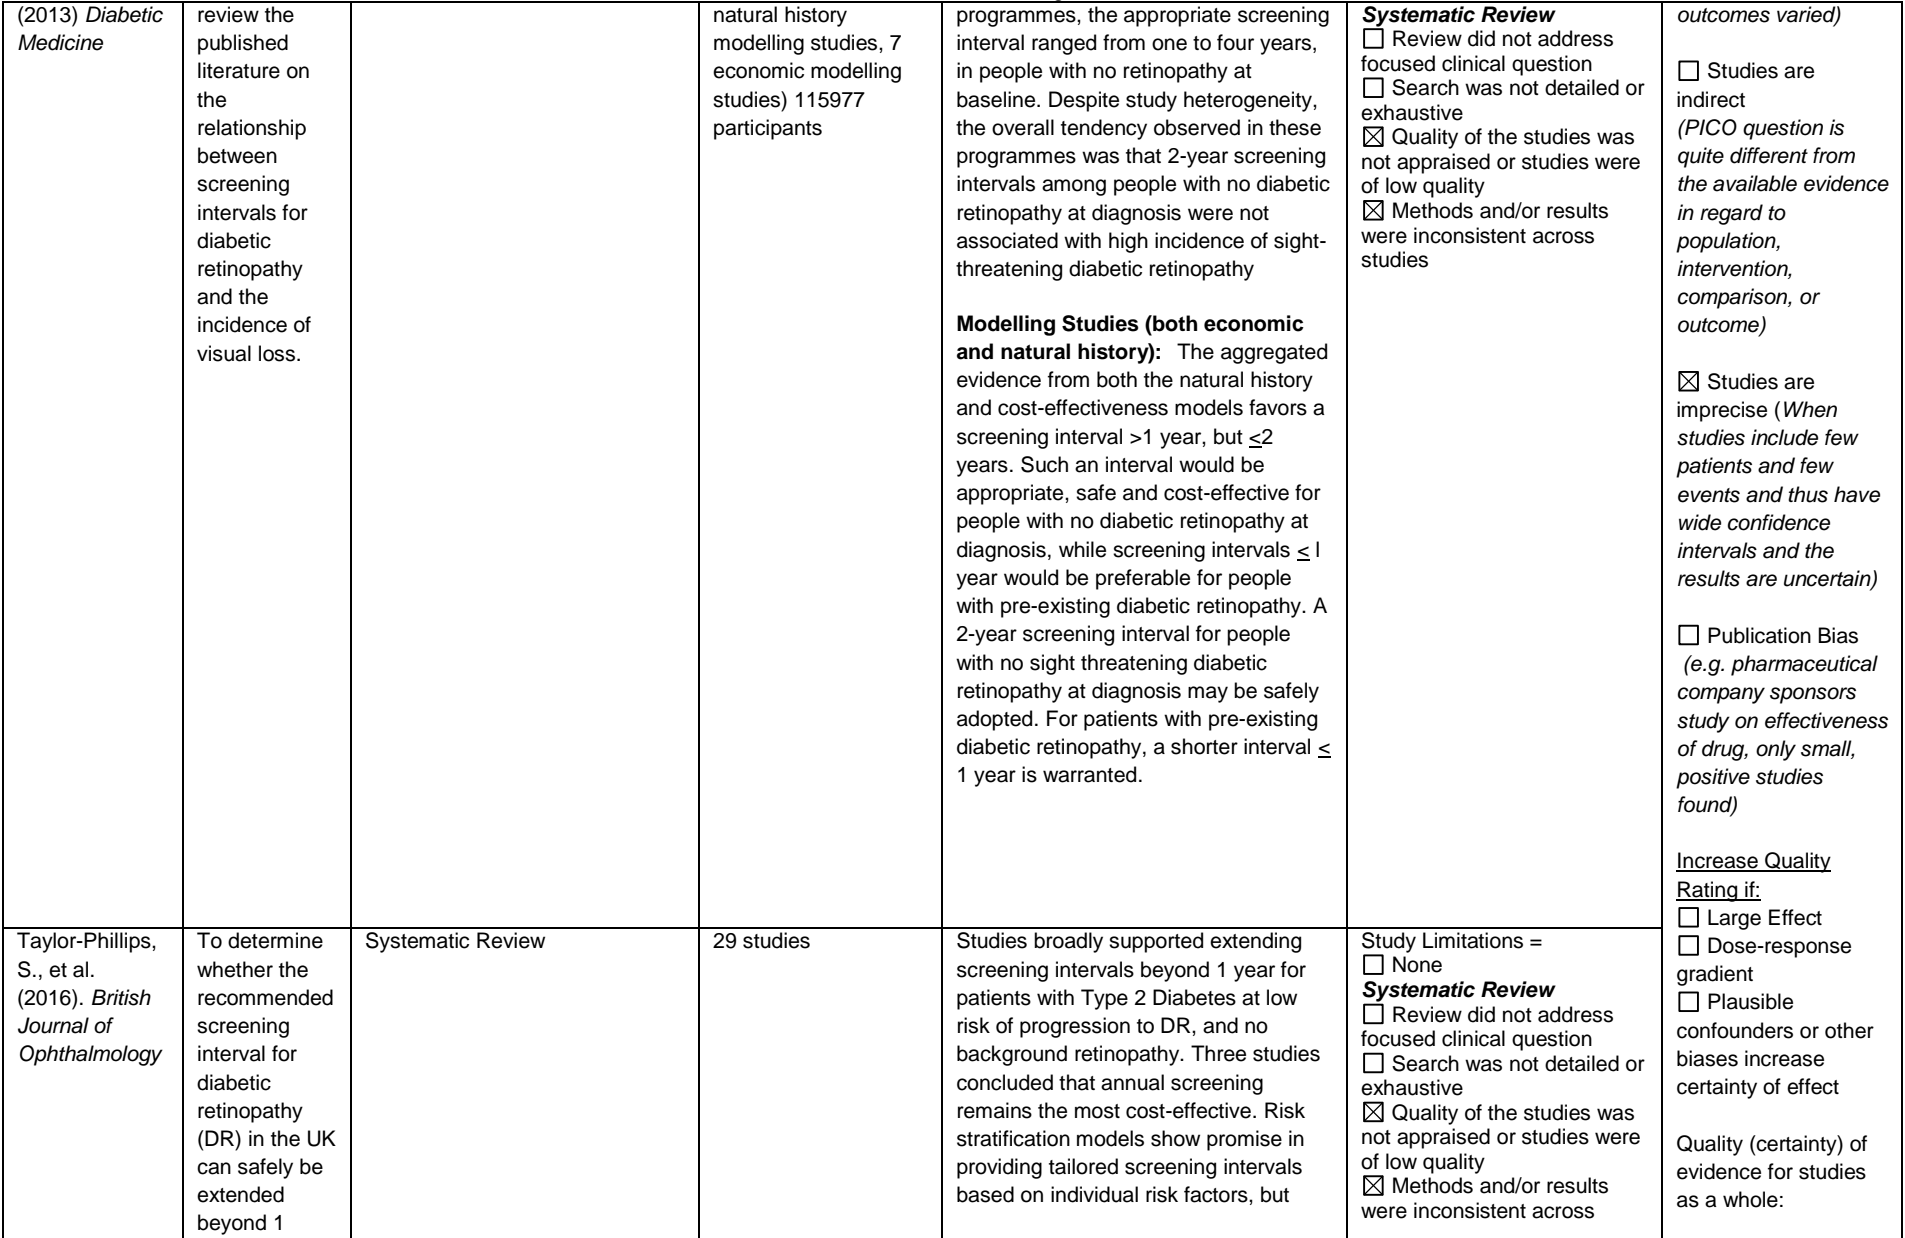 (2013) Diabetic
Medicine
review the
published
literature on
the
relationship
between
screening
intervals for
diabetic
retinopathy
and the
incidence of
visual loss.
natural history
modelling studies, 7
economic modelling
studies) 115977
participants
programmes, the appropriate screening
interval ranged from one to four years,
in people with no retinopathy at
baseline. Despite study heterogeneity,
the overall tendency observed in these
programmes was that 2-year screening
intervals among people with no diabetic
retinopathy at diagnosis were not
associated with high incidence of sight-
threatening diabetic retinopathy
Modelling Studies (both economic
and natural history): The aggregated
evidence from both the natural history
and cost-effectiveness models favors a
screening interval >1 year, but <2
years. Such an interval would be
appropriate, safe and cost-effective for
people with no diabetic retinopathy at
diagnosis, while screening intervals < l
year would be preferable for people
with pre-existing diabetic retinopathy. A
2-year screening interval for people
with no sight threatening diabetic
retinopathy at diagnosis may be safely
adopted. For patients with pre-existing
diabetic retinopathy, a shorter interval <
1 year is warranted.
Systematic Review
☐ Review did not address
focused clinical question
☐ Search was not detailed or
exhaustive
☒ Quality of the studies was
not appraised or studies were
of low quality
☒ Methods and/or results
were inconsistent across
studies
outcomes varied)
☐ Studies are
indirect
(PICO question is
quite different from
the available evidence
in regard to
population,
intervention,
comparison, or
outcome)
☒ Studies are
imprecise (When
studies include few
patients and few
events and thus have
wide confidence
intervals and the
results are uncertain)
☐ Publication Bias
(e.g. pharmaceutical
company sponsors
study on effectiveness
of drug, only small,
positive studies
found)
Increase Quality
Rating if:
☐ Large Effect
☐ Dose-response
gradient
☐ Plausible
confounders or other
biases increase
certainty of effect
Quality (certainty) of
evidence for studies
as a whole:
Taylor-Phillips,
S., et al.
(2016). British
Journal of
Ophthalmology
To determine
whether the
recommended
screening
interval for
diabetic
retinopathy
(DR) in the UK
can safely be
extended
beyond 1
Systematic Review
29 studies
Studies broadly supported extending
screening intervals beyond 1 year for
patients with Type 2 Diabetes at low
risk of progression to DR, and no
background retinopathy. Three studies
concluded that annual screening
remains the most cost-effective. Risk
stratification models show promise in
providing tailored screening intervals
based on individual risk factors, but
Study Limitations =
☐ None
Systematic Review
☐ Review did not address
focused clinical question
☐ Search was not detailed or
exhaustive
☒ Quality of the studies was
not appraised or studies were
of low quality
☒ Methods and/or results
were inconsistent across